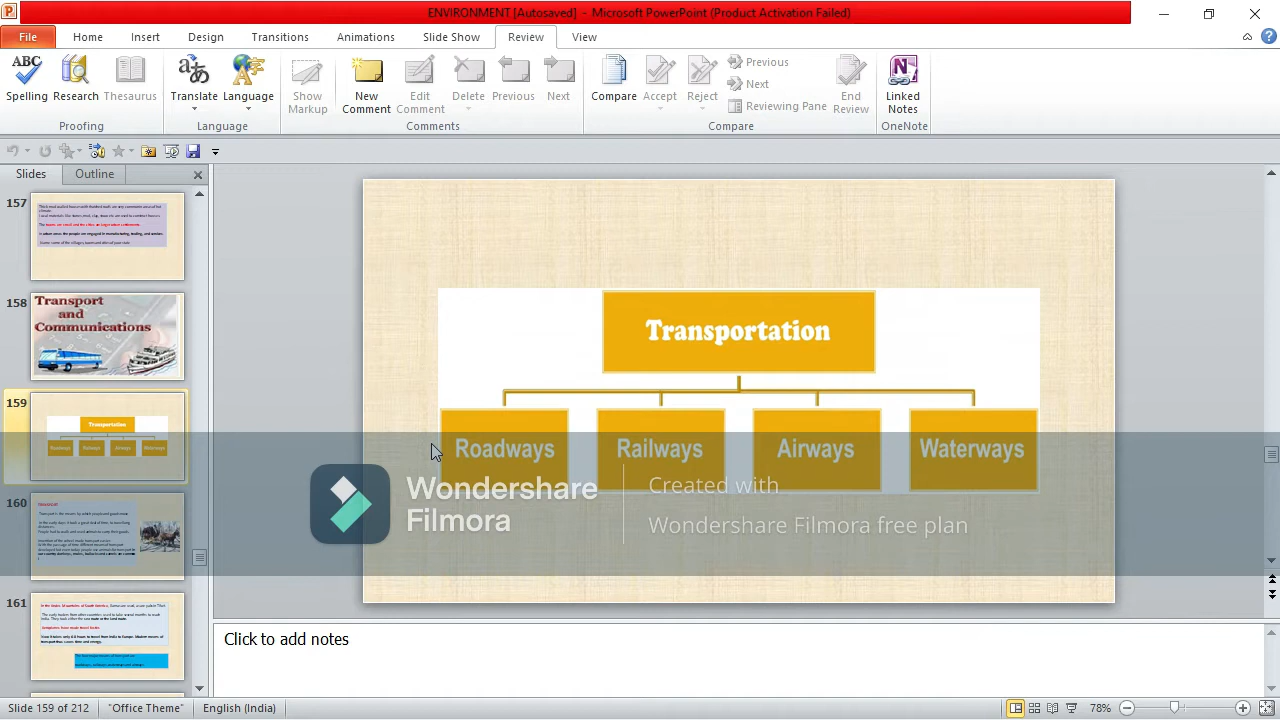 ENVIRONMENT [Autosaved] - Microsoft PowerPoint (Product Activation Failed)
File Home Insert Design Transitions Animations Slide Show Review View
Spelling Research Thesaurus Translate Language Show Markup New Comment Edit Comment Delete Previous Next Compare Accept Reject Previous Next Reviewing Pane End Review Linked Notes
Proofing Language Comments Compare OneNote
Slides Outline
157
158
Transport
and
Communications
159
Transportation
Roadways Railways Airways Waterways
160
161
Transportation
Roadways Railways Airways Waterways
Wondershare
Filmora
Created with
Wondershare Filmora free plan
Click to add notes
Slide 159 of 212 "Office Theme" English (India) 78%